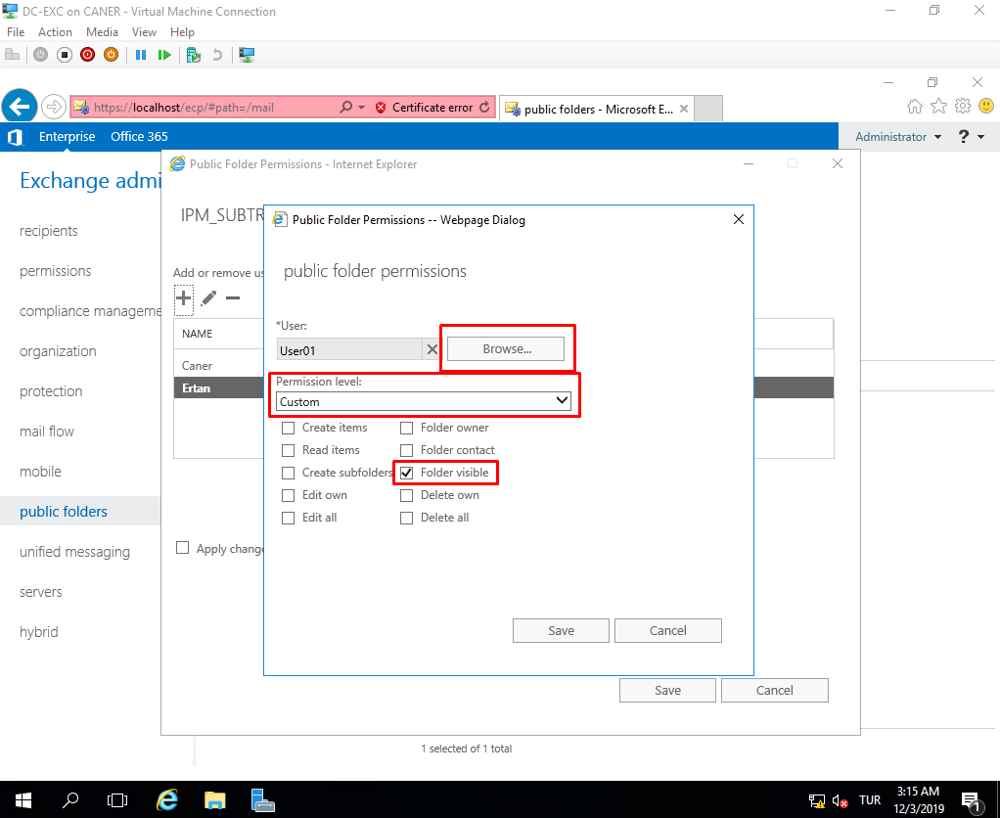 DC-EXC on CANER - Virtual Machine Connection
File Action Media View Help
https://localhost/ecp/#path=/mail
Certificate error
public folders - Microsoft E...
Enterprise Office 365
Administrator ?
Public Folder Permissions - Internet Explorer
Exchange admi
IPM_SUBTR
Public Folder Permissions -- Webpage Dialog
recipients
permissions
compliance manageme
organization
protection
mail flow
mobile
public folders
unified messaging
servers
hybrid
Add or remove us
NAME
Caner
Ertan
Apply change
public folder permissions
*User:
User01
Browse...
Permission level:
Custom
Create items Folder owner
Read items Folder contact
Create subfolders Folder visible
Edit own Delete own
Edit all Delete all
Save Cancel
Save Cancel
1 selected of 1 total
TUR
3:15 AM
12/3/2019
1